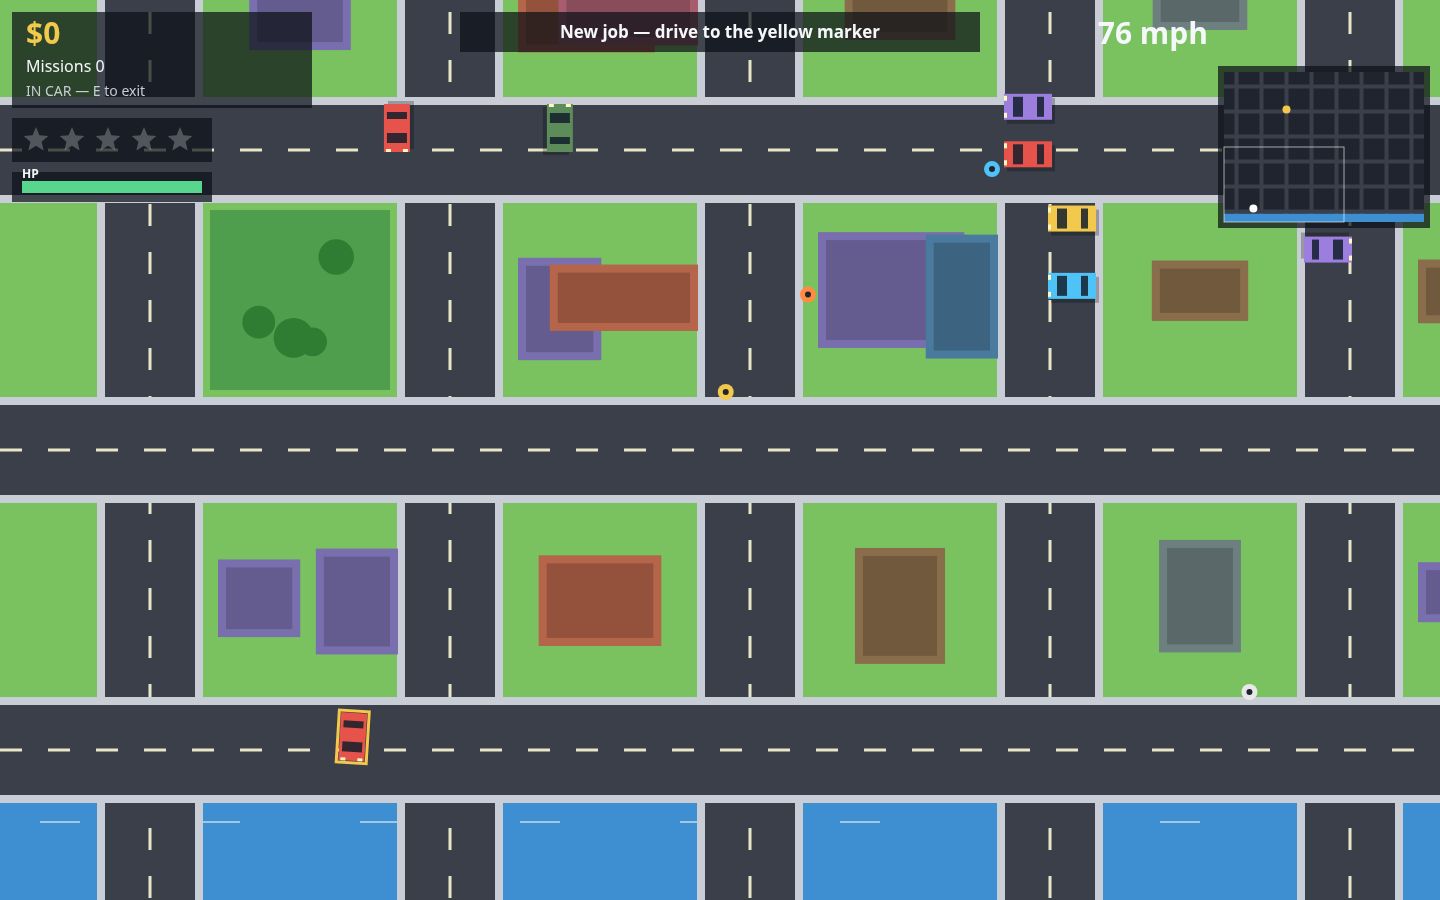 $0
New job — drive to the yellow marker
76 mph
Missions 0
IN CAR — E to exit
HP